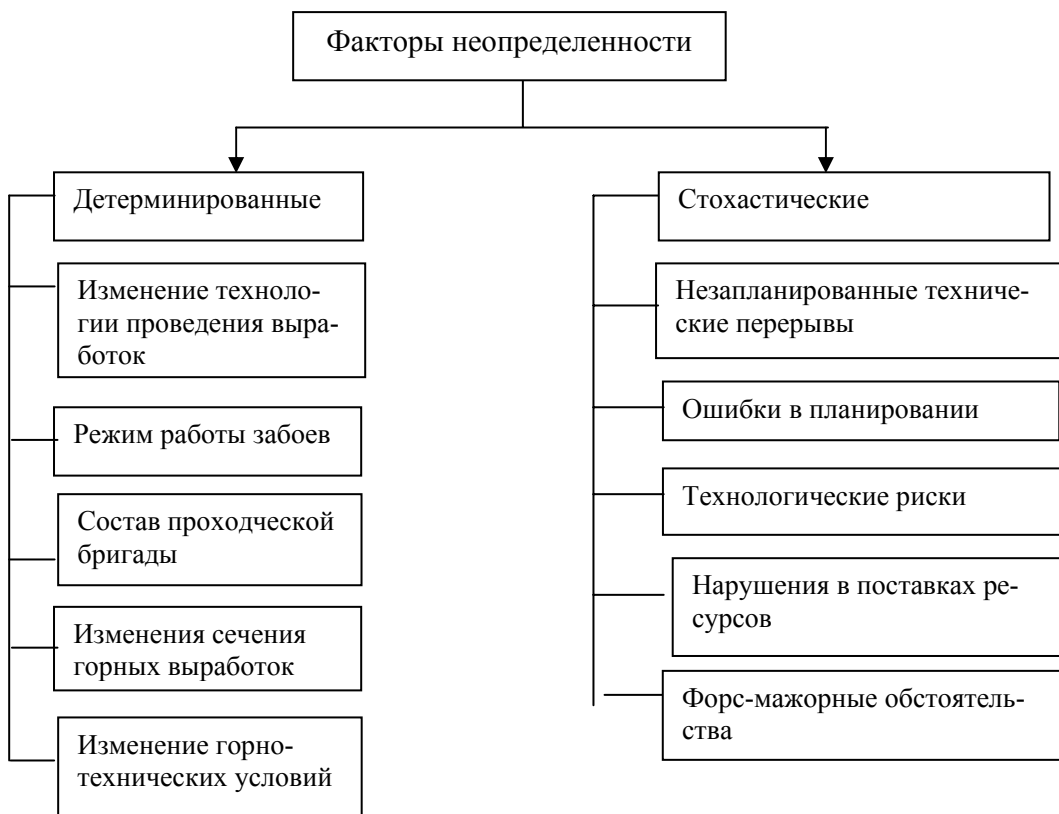 Факторы неопределенности
Детерминированные
Изменение техноло-
гии проведения выра-
боток
Режим работы забоев
Состав проходческой
бригады
Изменения сечения
горных выработок
Изменение горно-
технических условий
Стохастические
Незапланированные техниче-
ские перерывы
Ошибки в планировании
Технологические риски
Нарушения в поставках ре-
сурсов
Форс-мажорные обстоятель-
ства